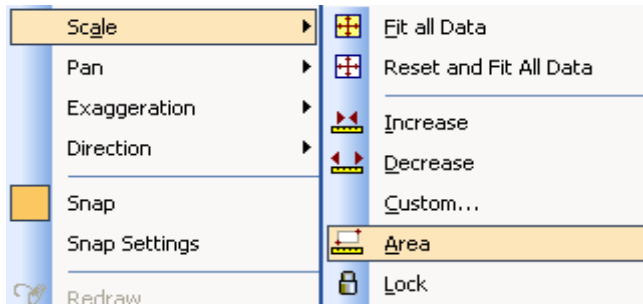 Scale
Pan
Exaggeration
Direction
Snap
Snap Settings
Redraw
Fit all Data
Reset and Fit All Data
Increase
Decrease
Custom...
Area
Lock